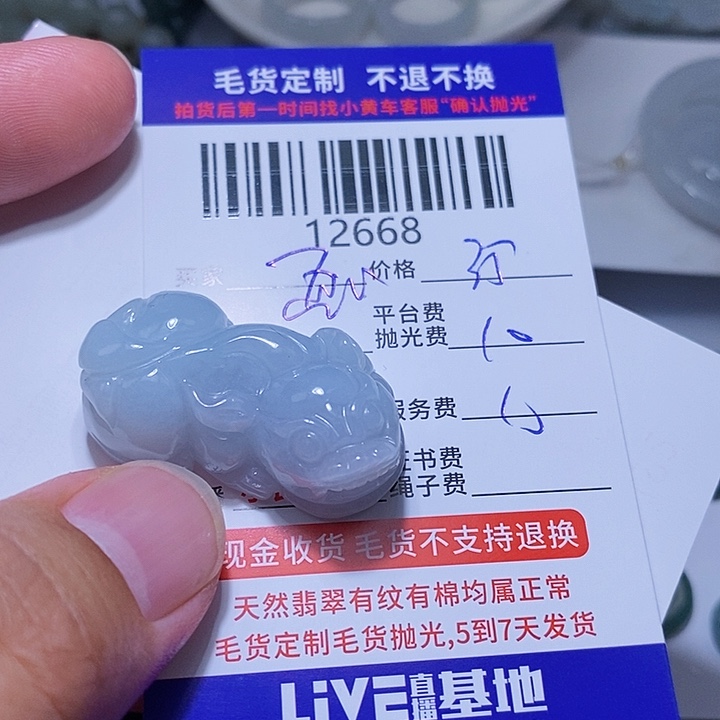 毛货定制 不退不换
拍货后第一时间找小黄车客服“确认抛光”
12668
价格
平台费
抛光费 10
服务费
证书费
绳子费
现金收货 毛货不支持退换
天然翡翠有纹有棉均属正常
毛货定制毛货抛光,5到7天发货
LiVE直播基地